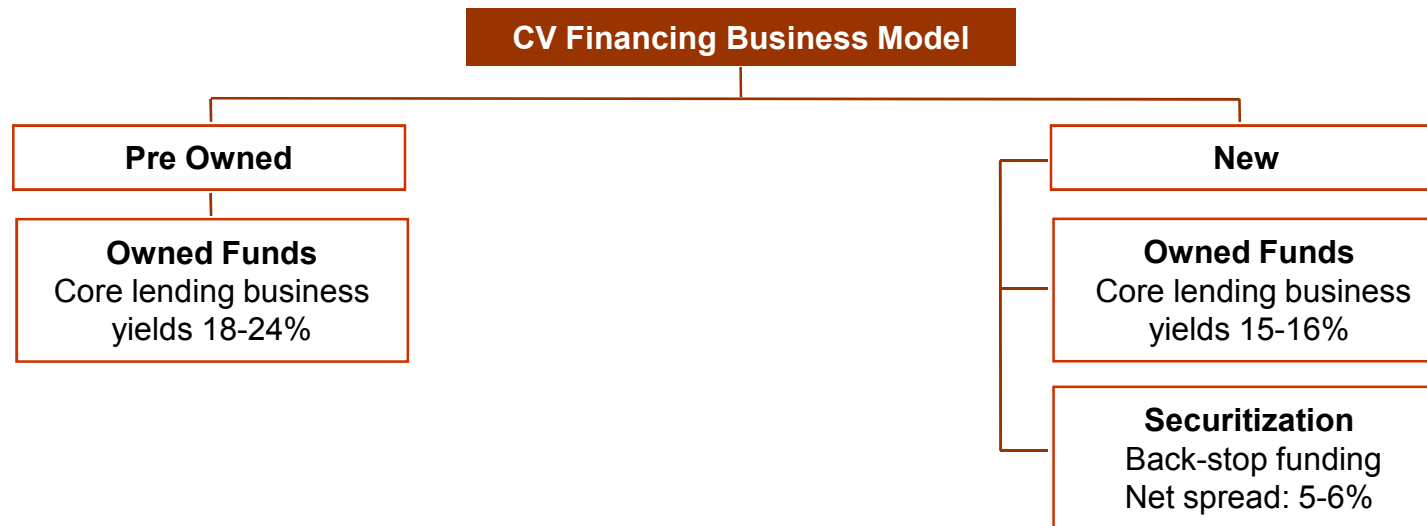 CV Financing Business Model
Pre Owned
New
Owned Funds
Core lending business
yields 18-24%
Owned Funds
Core lending business
yields 15-16%
Securitization
Back-stop funding
Net spread: 5-6%